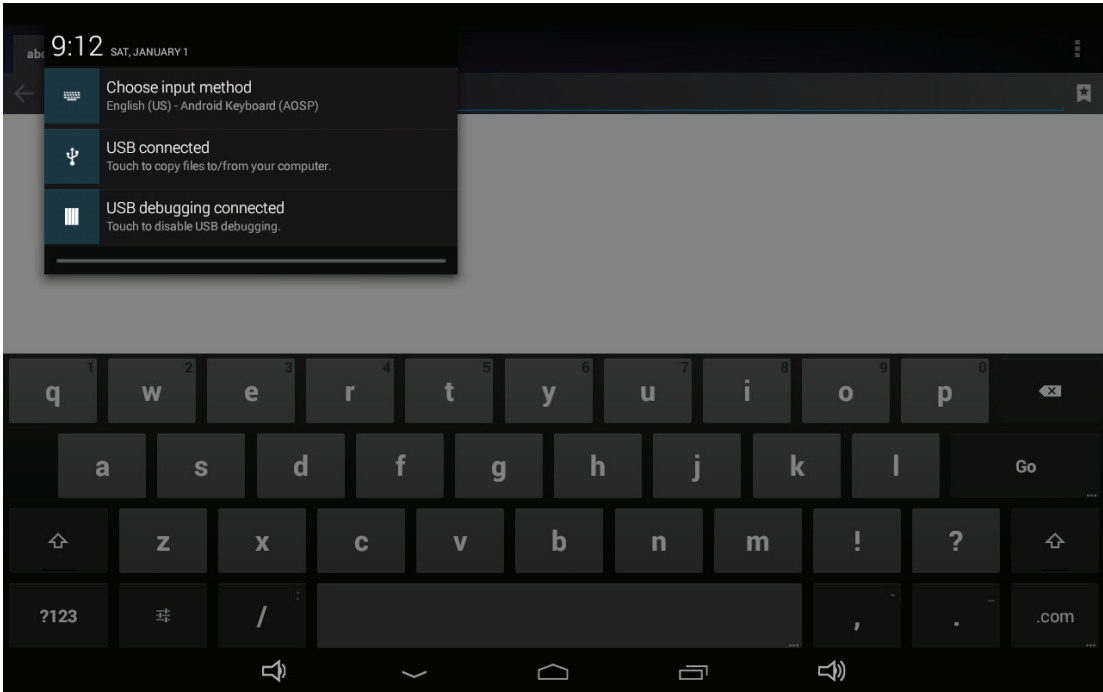 9:12 SAT, JANUARY 1
abc
Choose input method
English (US) - Android Keyboard (AOSP)
USB connected
Touch to copy files to/from your computer.
USB debugging connected
Touch to disable USB debugging.
1 2 3 4 5 6 7 8 9 0
q w e r t y u i o p
a s d f g h j k l Go
...
z x c v b n m ! ?
: " _
?123 / , . .com
... ...